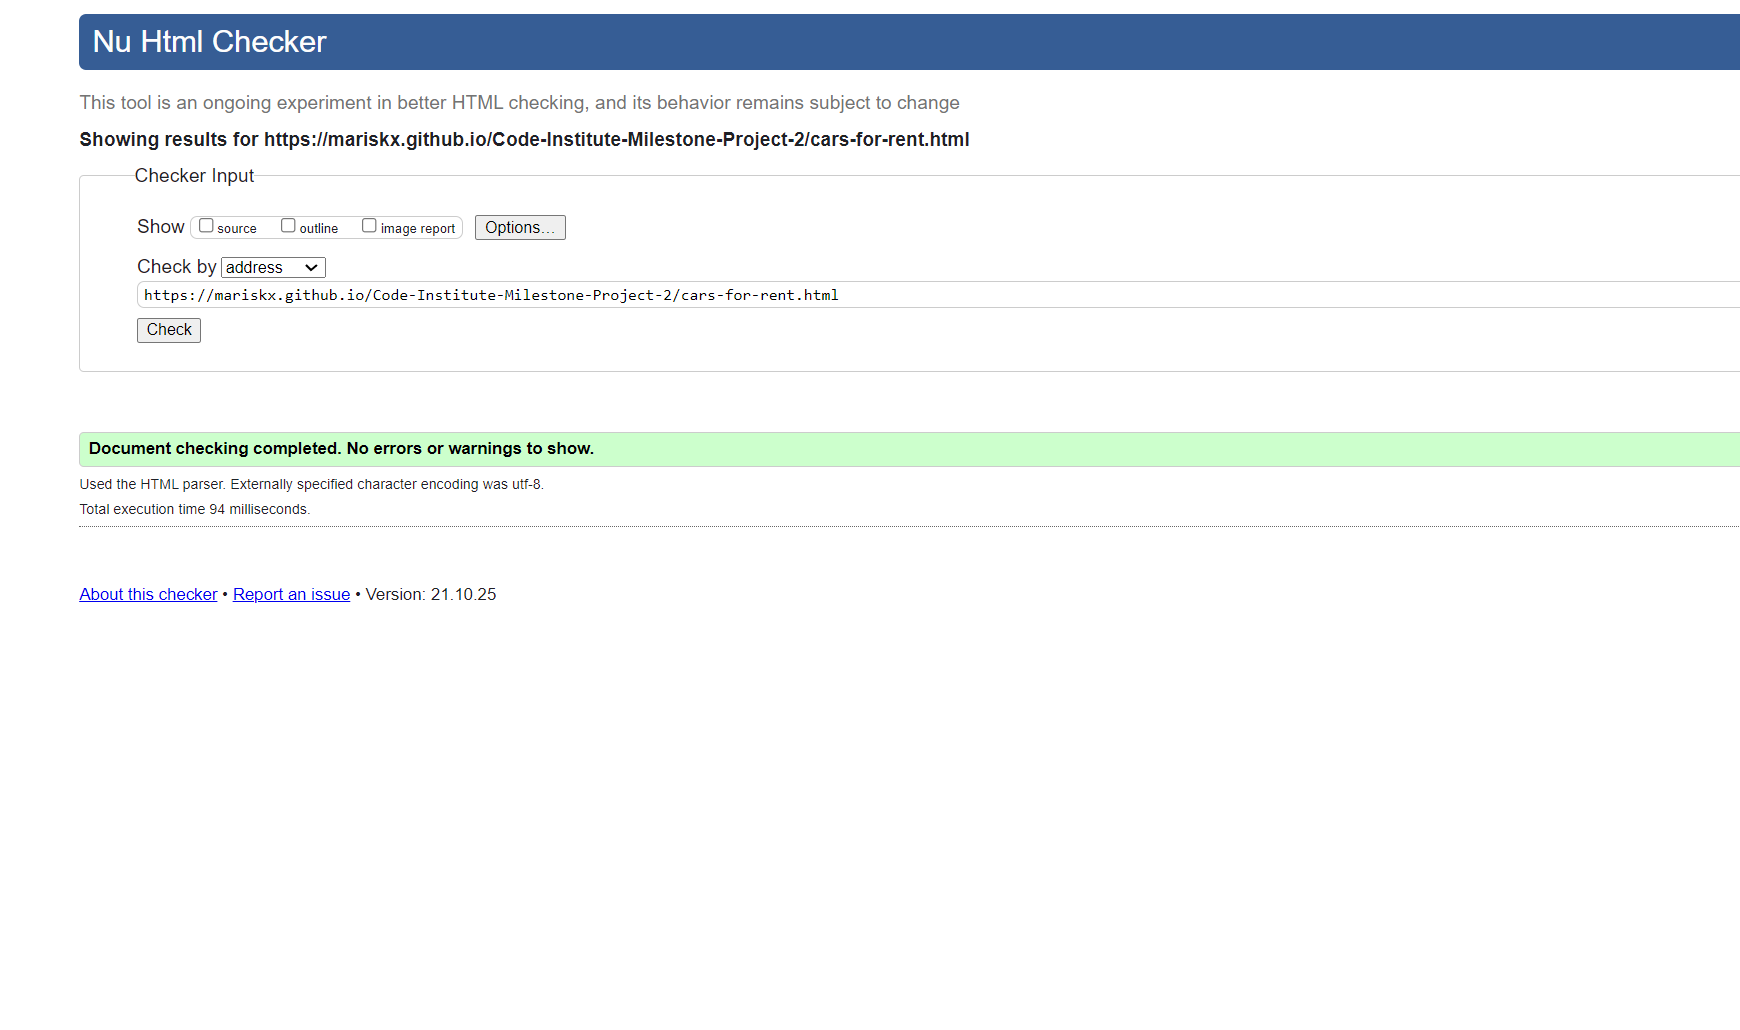 Nu Html Checker
This tool is an ongoing experiment in better HTML checking, and its behavior remains subject to change
Showing results for https://mariskx.github.io/Code-Institute-Milestone-Project-2/cars-for-rent.html
Checker Input
Show source outline image report Options...
Check by address
https://mariskx.github.io/Code-Institute-Milestone-Project-2/cars-for-rent.html
Check
Document checking completed. No errors or warnings to show.
Used the HTML parser. Externally specified character encoding was utf-8.
Total execution time 94 milliseconds.
About this checker • Report an issue • Version: 21.10.25